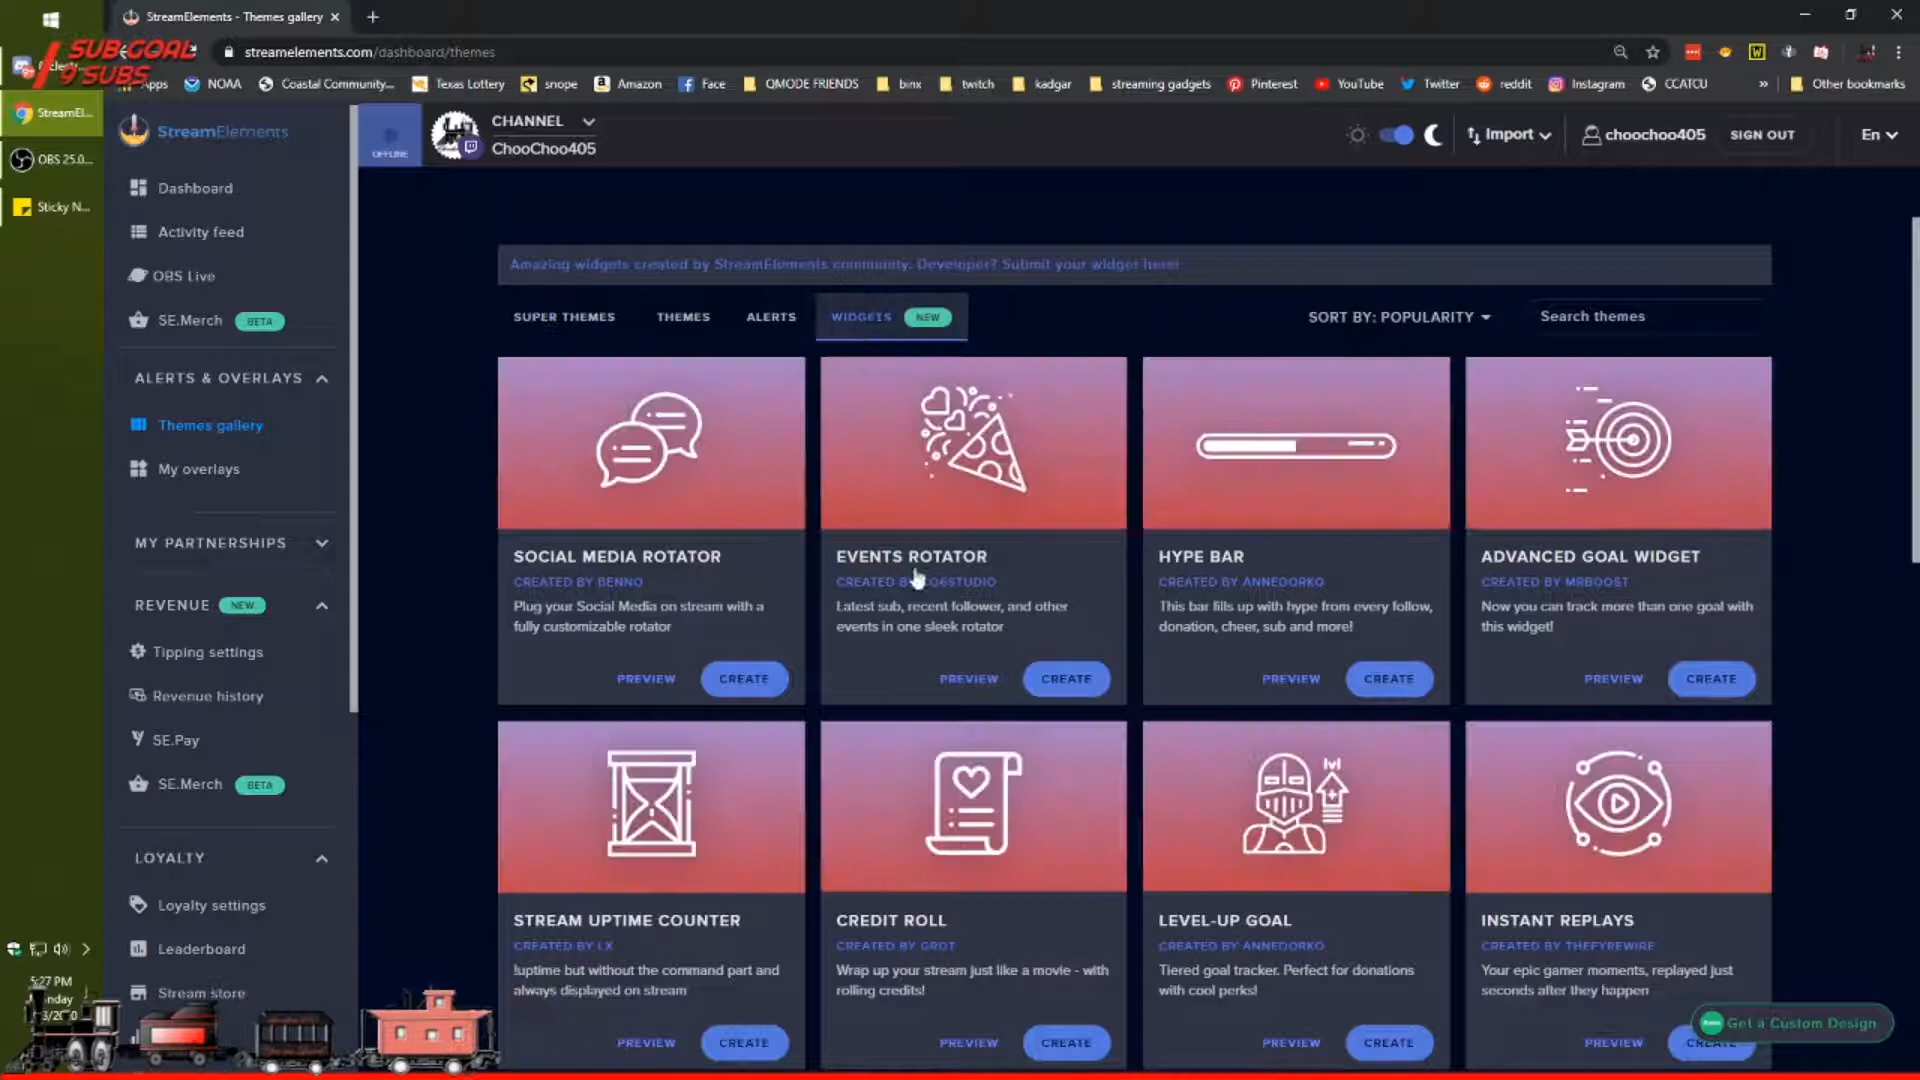 StreamElements - Themes gallery
SUB GOAL
9 SUBS
streamelements.com/dashboard/themes
Apps
NOAA
Coastal Community...
Texas Lottery
snope
Amazon
Face
QMODE FRIENDS
binx
twitch
kadgar
streaming gadgets
Pinterest
YouTube
Twitter
reddit
Instagram
CCATCU
»
Other bookmarks
StreamEl...
OBS 25.0...
Sticky N...
StreamElements
OFFLINE
CHANNEL
ChooChoo405
Import
choochoo405
SIGN OUT
En
Dashboard
Activity feed
OBS Live
SE.Merch BETA
ALERTS & OVERLAYS
Themes gallery
My overlays
MY PARTNERSHIPS
REVENUE NEW
Tipping settings
Revenue history
SE.Pay
SE.Merch BETA
LOYALTY
Loyalty settings
Leaderboard
Stream store
Amazing widgets created by StreamElements community. Developer? Submit your widget here!
SUPER THEMES THEMES ALERTS WIDGETS NEW
SORT BY: POPULARITY
Search themes
SOCIAL MEDIA ROTATOR
CREATED BY BENNO
Plug your Social Media on stream with a
fully customizable rotator
PREVIEW CREATE
EVENTS ROTATOR
CREATED
Latest sub, recent follower, and other
events in one sleek rotator
PREVIEW CREATE
HYPE BAR
CREATED BY ANNEDORKO
This bar fills up with hype from every follow,
donation, cheer, sub and more!
PREVIEW CREATE
ADVANCED GOAL WIDGET
CREATED BY MRBOOST
Now you can track more than one goal with
this widget!
PREVIEW CREATE
STREAM UPTIME COUNTER
CREATED BY LX
!uptime but without the command part and
always displayed on stream
PREVIEW CREATE
CREDIT ROLL
CREATED BY GROT
Wrap up your stream just like a movie - with
rolling credits!
PREVIEW CREATE
lvl
LEVEL-UP GOAL
CREATED BY ANNEDORKO
Tiered goal tracker. Perfect for donations
with cool perks!
PREVIEW CREATE
INSTANT REPLAYS
CREATED BY THEFYREWIRE
Your epic gamer moments, replayed just
seconds after they happen
PREVIEW CREATE
Get a Custom Design
5:27 PM